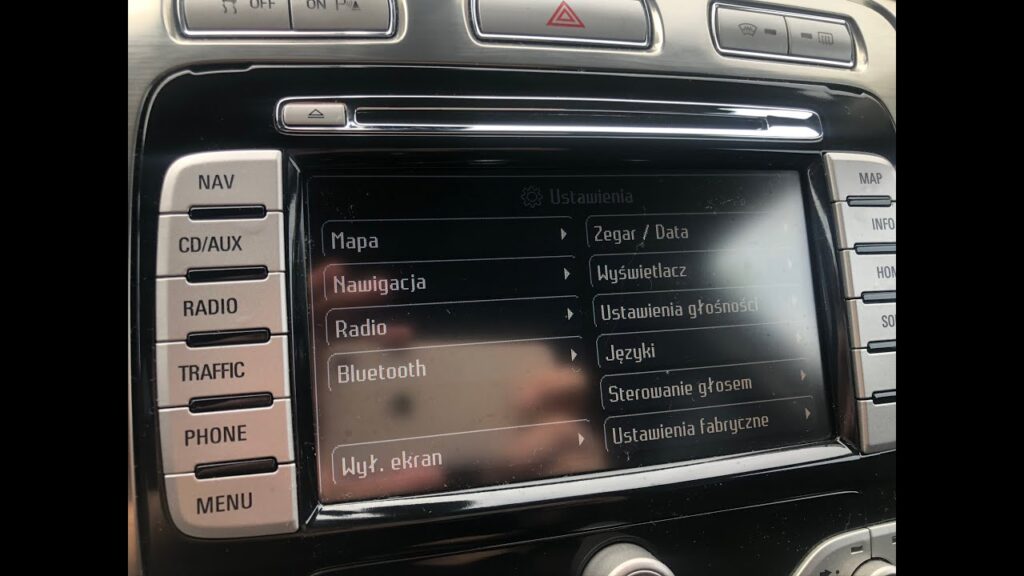 OFF
ON
NAV
CD/AUX
RADIO
TRAFFIC
PHONE
MENU
Ustawienia
Mapa
Nawigacja
Radio
Bluetooth
Wył. ekran
Zegar / Data
Wyświetlacz
Ustawienia głośności
Języki
Sterowanie głosem
Ustawienia fabryczne
MAP
INFO